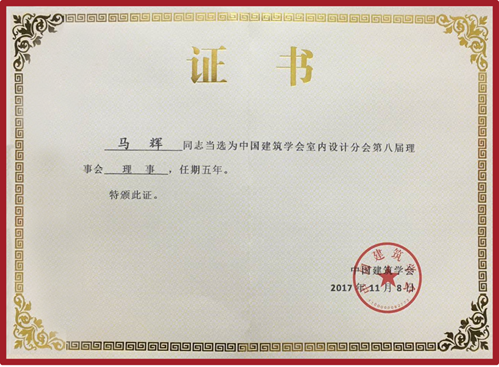 证书
马辉同志当选为中国建筑学会室内设计分会第八届理
事会理事，任期五年。
特颁此证。
中国建筑学会
2017年11月8日